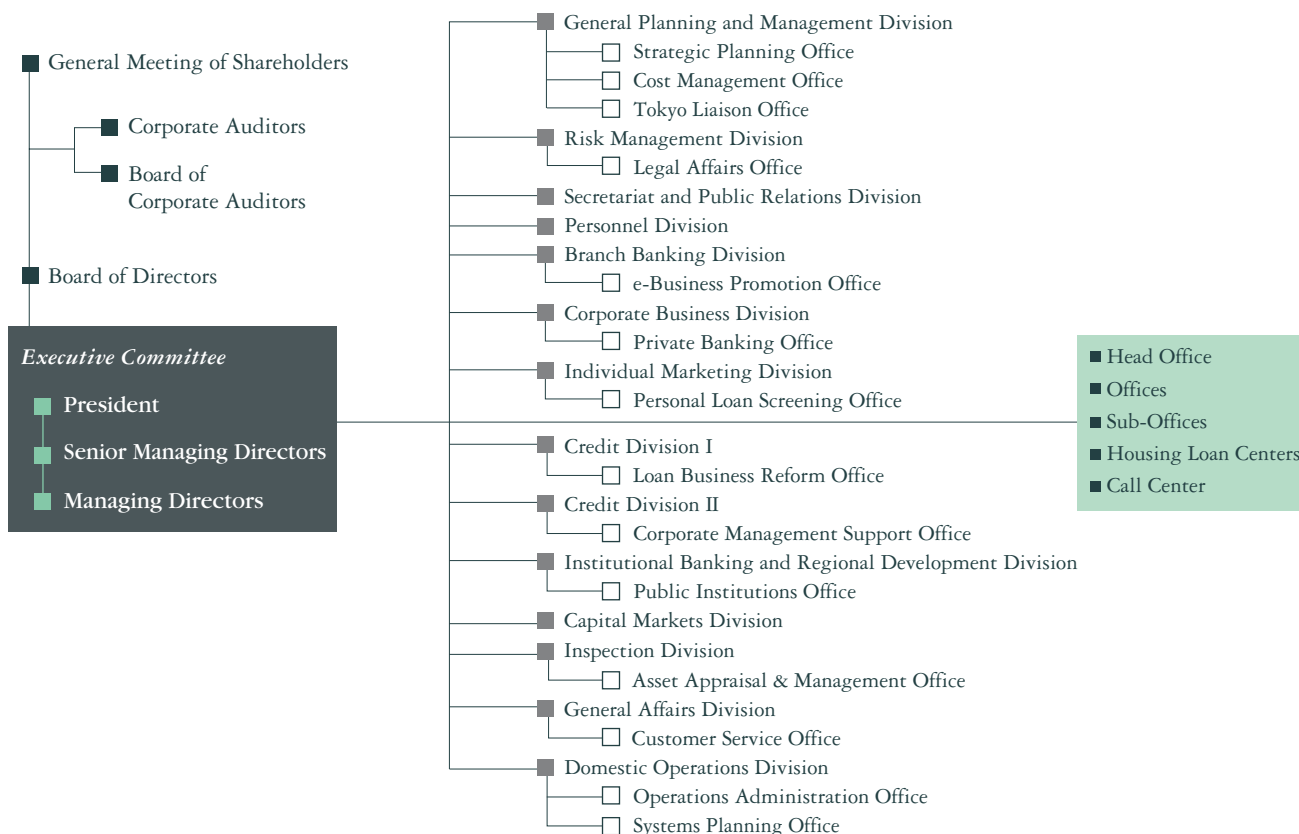 General Meeting of Shareholders
Corporate Auditors
Board of
Corporate Auditors
Board of Directors
Executive Committee
President
Senior Managing Directors
Managing Directors
General Planning and Management Division
Strategic Planning Office
Cost Management Office
Tokyo Liaison Office
Risk Management Division
Legal Affairs Office
Secretariat and Public Relations Division
Personnel Division
Branch Banking Division
e-Business Promotion Office
Corporate Business Division
Private Banking Office
Individual Marketing Division
Personal Loan Screening Office
Credit Division I
Loan Business Reform Office
Credit Division II
Corporate Management Support Office
Institutional Banking and Regional Development Division
Public Institutions Office
Capital Markets Division
Inspection Division
Asset Appraisal & Management Office
General Affairs Division
Customer Service Office
Domestic Operations Division
Operations Administration Office
Systems Planning Office
Head Office
Offices
Sub-Offices
Housing Loan Centers
Call Center